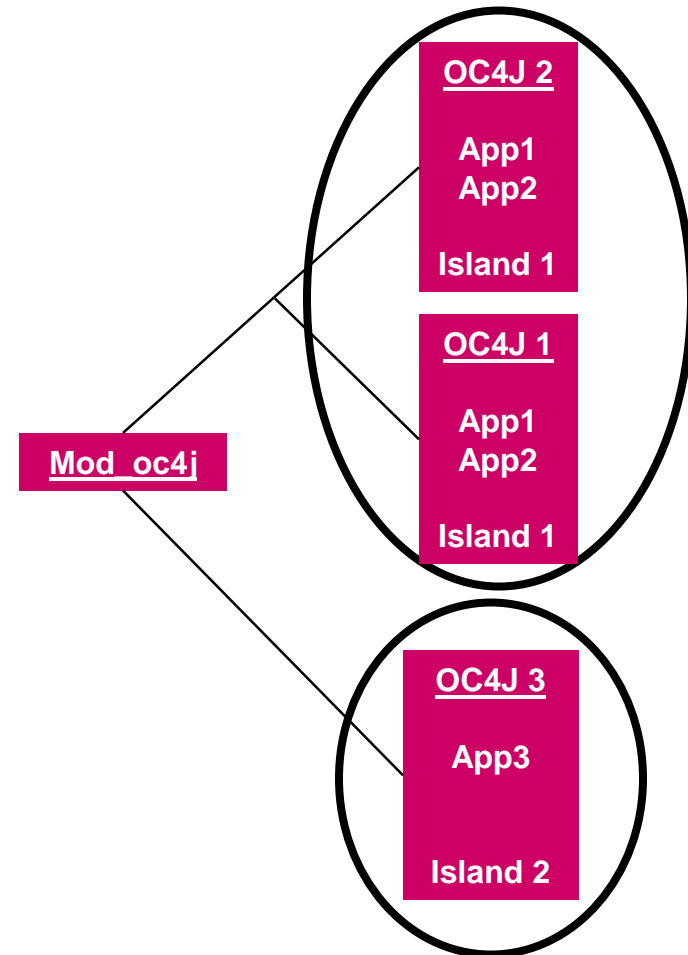 OC4J 2
App1
App2
Island 1
OC4J 1
App1
App2
Island 1
Mod_oc4j
OC4J 3
App3
Island 2